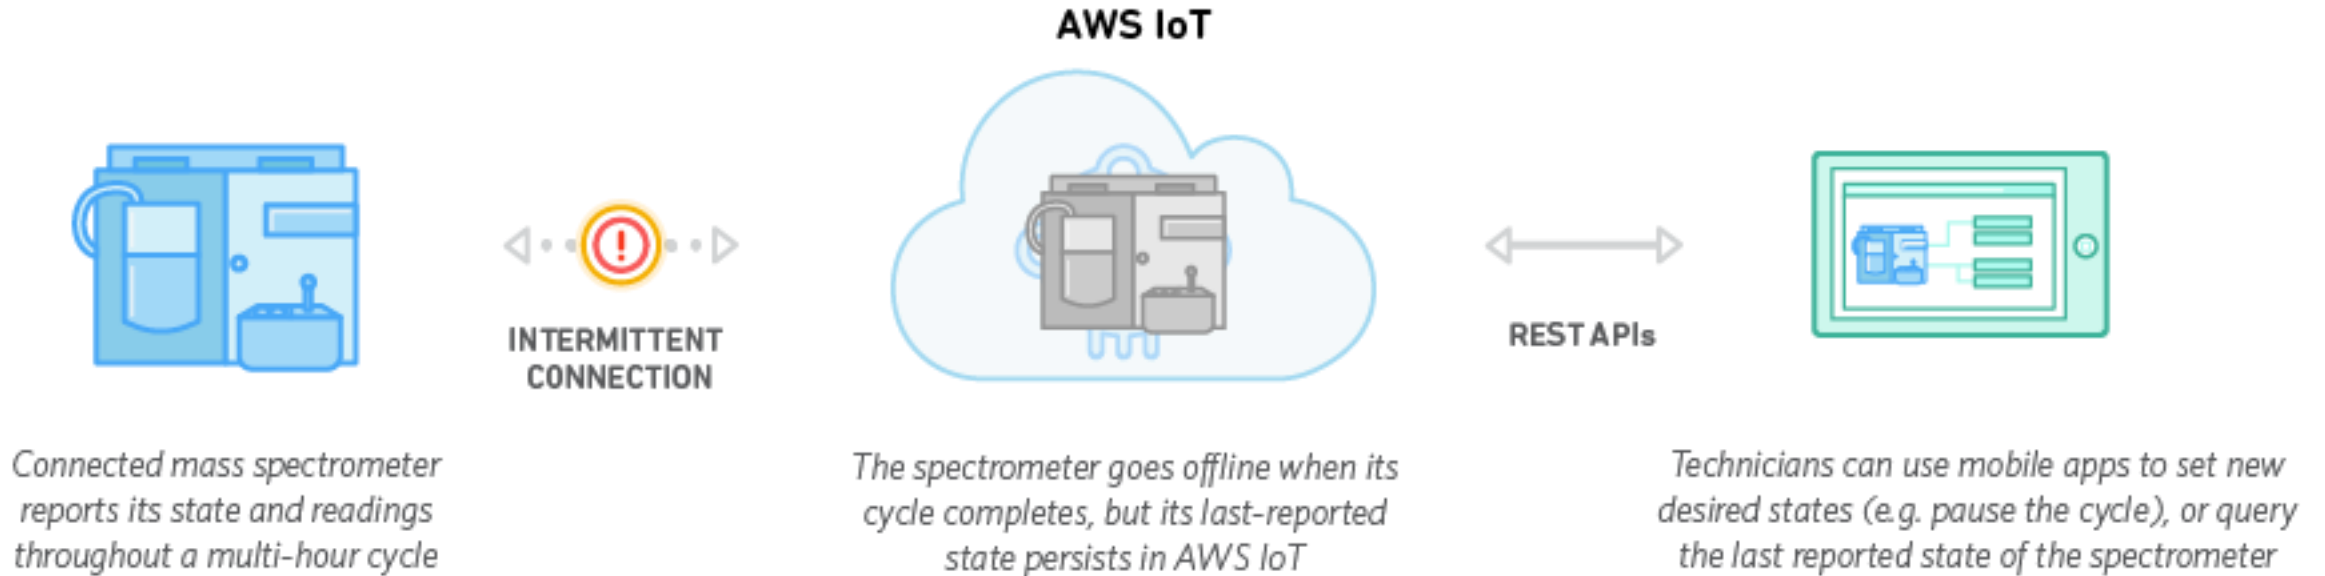 AWS IoT
INTERMITTENT
CONNECTION
REST APIs
Connected mass spectrometer
reports its state and readings
throughout a multi-hour cycle
The spectrometer goes offline when its
cycle completes, but its last-reported
state persists in AWS IoT
Technicians can use mobile apps to set new
desired states (e.g. pause the cycle), or query
the last reported state of the spectrometer